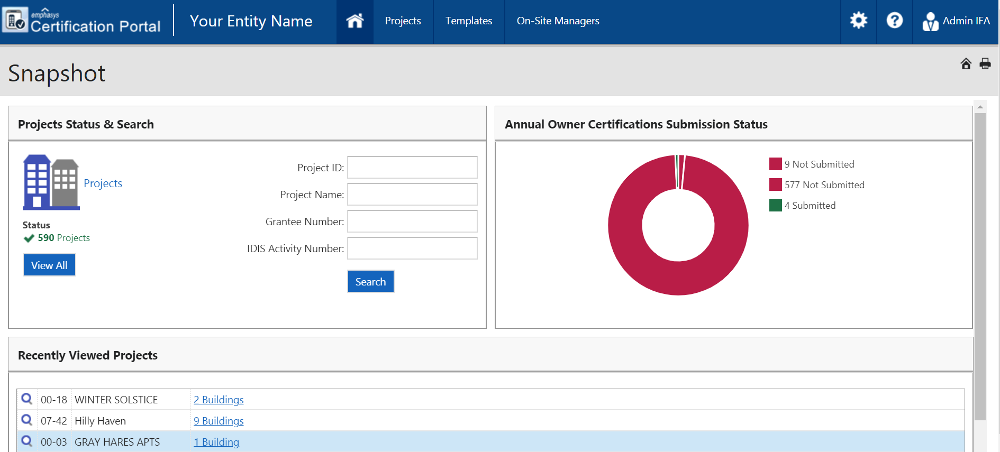 emphasys
Certification Portal
Your Entity Name
Projects
Templates
On-Site Managers
?
Admin IFA
Snapshot
Projects Status & Search
Projects
Status
590 Projects
View All
Project ID:
Project Name:
Grantee Number:
IDIS Activity Number:
Search
Annual Owner Certifications Submission Status
9 Not Submitted
577 Not Submitted
4 Submitted
Recently Viewed Projects
00-18 WINTER SOLSTICE 2 Buildings
07-42 Hilly Haven 9 Buildings
00-03 GRAY HARES APTS 1 Building